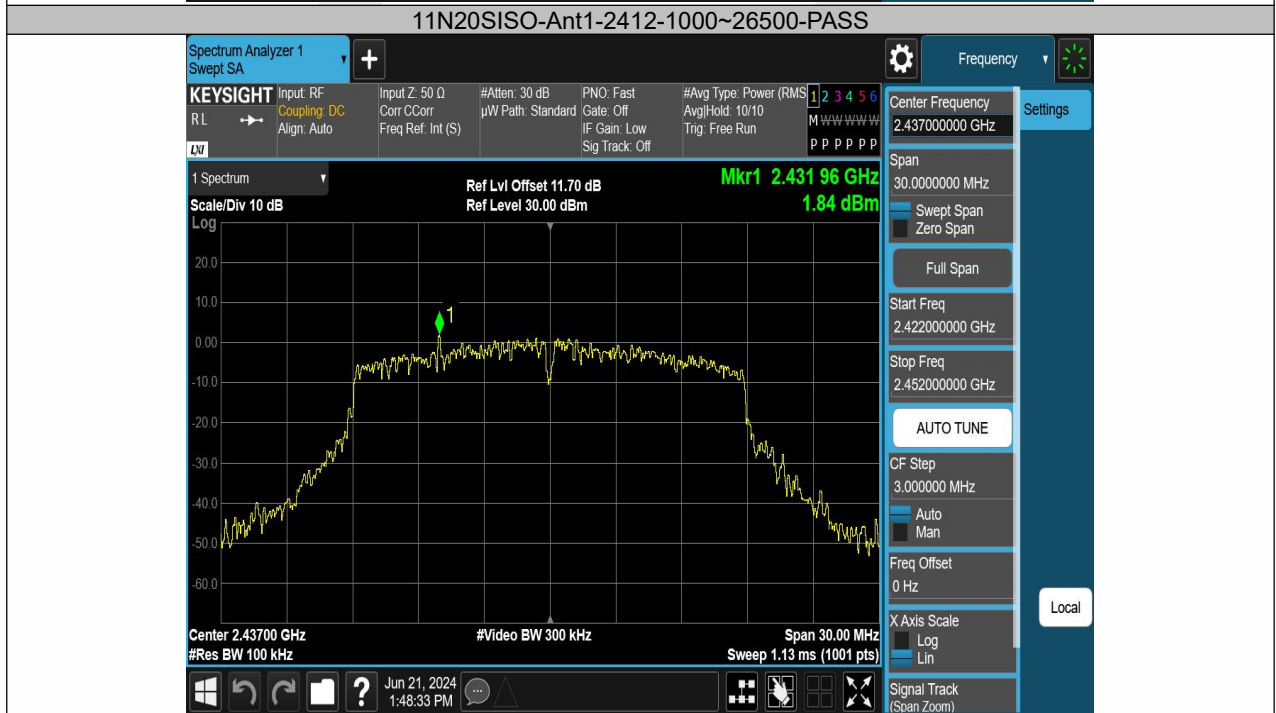 11N20SISO-Ant1-2412-1000~26500-PASS
Spectrum Analyzer 1
Swept SA
+
Frequency
KEYSIGHT
RL
LXI
Input: RF
Coupling: DC
Align: Auto
Input Z: 50 Ω
Corr CCorr
Freq Ref: Int (S)
#Atten: 30 dB
µW Path: Standard
PNO: Fast
Gate: Off
IF Gain: Low
Sig Track: Off
#Avg Type: Power (RMS
Avg|Hold: 10/10
Trig: Free Run
1 2 3 4 5 6
M W W W W W
P P P P P P
1 Spectrum
Scale/Div 10 dB
Log
Ref Lvl Offset 11.70 dB
Ref Level 30.00 dBm
Mkr1 2.431 96 GHz
1.84 dBm
20.0
10.0
1
0.00
-10.0
-20.0
-30.0
-40.0
-50.0
-60.0
Center 2.43700 GHz
#Res BW 100 kHz
#Video BW 300 kHz
Span 30.00 MHz
Sweep 1.13 ms (1001 pts)
Center Frequency
2.437000000 GHz
Settings
Span
30.0000000 MHz
Swept Span
Zero Span
Full Span
Start Freq
2.422000000 GHz
Stop Freq
2.452000000 GHz
AUTO TUNE
CF Step
3.000000 MHz
Auto
Man
Freq Offset
0 Hz
Local
X Axis Scale
Log
Lin
Signal Track
(Span Zoom)
?
Jun 21, 2024
1:48:33 PM